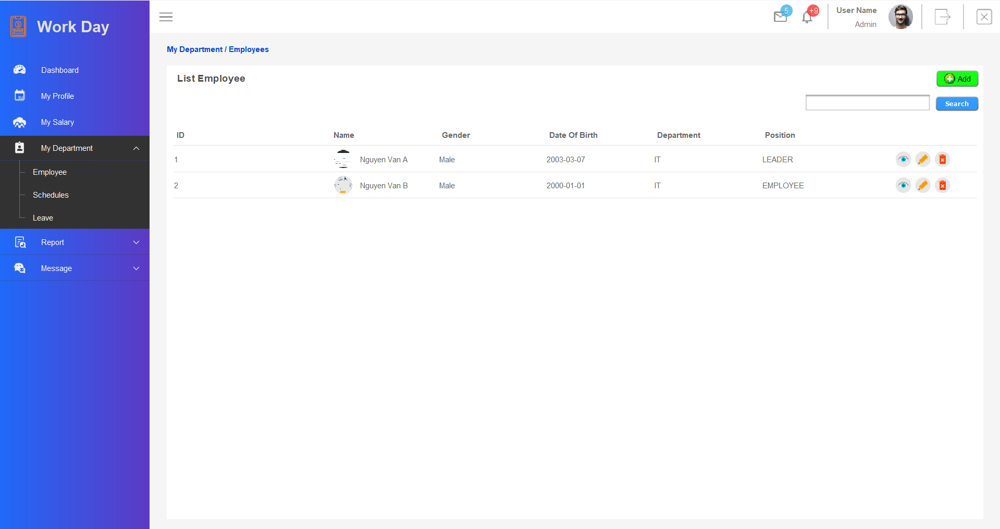 Work Day
5
+9
User Name
Admin
My Department / Employees
Dashboard
My Profile
My Salary
My Department
Employee
Schedules
Leave
Report
Message
List Employee
Add
Search
ID Name Gender Date Of Birth Department Position
1 Nguyen Van A Male 2003-03-07 IT LEADER
2 Nguyen Van B Male 2000-01-01 IT EMPLOYEE